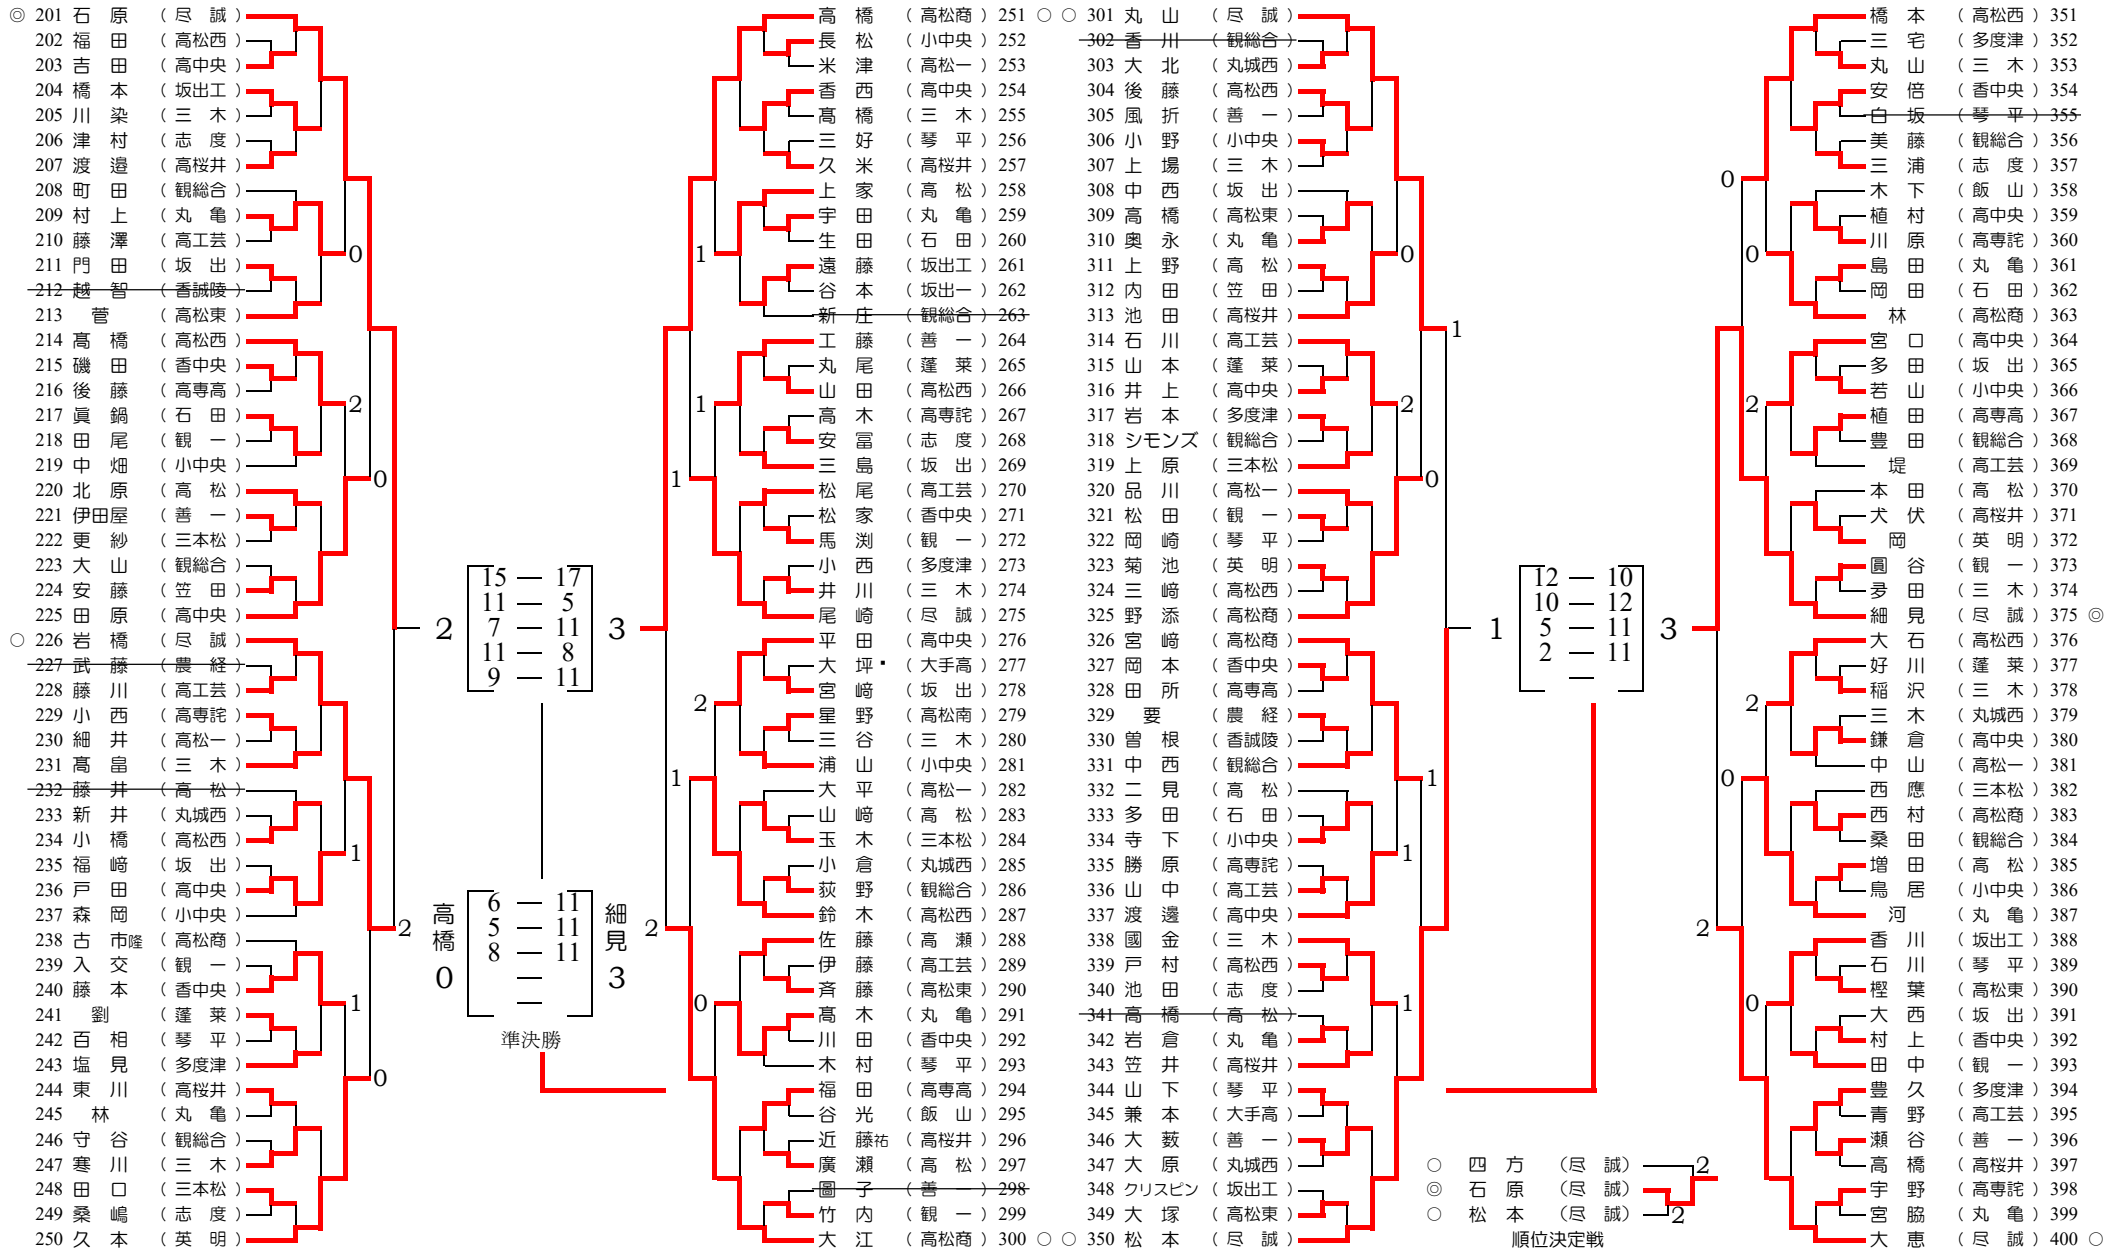 ◎ 201 石 原 （ 尽 誠 ）
202 福 田 （ 高松西 ）
203 吉 田 （ 高中央 ）
204 橋 本 （ 坂出工 ）
205 川 染 （ 三 木 ）
206 津 村 （ 志 度 ）
207 渡 邉 （ 高桜井 ）
208 町 田 （ 観総合 ）
209 村 上 （ 丸 亀 ）
210 藤 澤 （ 高工芸 ）
211 門 田 （ 坂 出 ）
212 越 智 （ 香誠陵 ）
213 菅 （ 高松東 ）
214 髙 橋 （ 高松西 ）
215 磯 田 （ 香中央 ）
216 後 藤 （ 高専高 ）
217 眞 鍋 （ 石 田 ）
218 田 尾 （ 観 一 ）
219 中 畑 （ 小中央 ）
220 北 原 （ 高 松 ）
221 伊田屋 （ 善 一 ）
222 更 紗 （ 三本松 ）
223 大 山 （ 観総合 ）
224 安 藤 （ 笠 田 ）
225 田 原 （ 高中央 ）
○ 226 岩 橋 （ 尽 誠 ）
227 武 藤 （ 農 経 ）
228 藤 川 （ 高工芸 ）
229 小 西 （ 高専詫 ）
230 細 井 （ 高松一 ）
231 髙 畠 （ 三 木 ）
232 藤 井 （ 高 松 ）
233 新 井 （ 丸城西 ）
234 小 橋 （ 高松西 ）
235 福 﨑 （ 坂 出 ）
236 戸 田 （ 高中央 ）
237 森 岡 （ 小中央 ）
238 古 市隆 （ 高松商 ）
239 入 交 （ 観 一 ）
240 藤 本 （ 香中央 ）
241 劉 （ 蓬 莱 ）
242 百 相 （ 琴 平 ）
243 塩 見 （ 多度津 ）
244 東 川 （ 高桜井 ）
245 林 （ 丸 亀 ）
246 守 谷 （ 観総合 ）
247 寒 川 （ 三 木 ）
248 田 口 （ 三本松 ）
249 桑 嶋 （ 志 度 ）
250 久 本 （ 英 明 ）
0
2
0
1
1
0
2
2
15 — 17
11 — 5
7 — 11
11 — 8
9 — 11
3
高橋
0
6 — 11
5 — 11
8 — 11
—
—
細見
3
準決勝
1
1
1
2
1
0
2
高 橋 （ 高松商 ） 251 ○
長 松 （ 小中央 ） 252
米 津 （ 高松一 ） 253
香 西 （ 高中央 ） 254
髙 橋 （ 三 木 ） 255
三 好 （ 琴 平 ） 256
久 米 （ 高桜井 ） 257
上 家 （ 高 松 ） 258
宇 田 （ 丸 亀 ） 259
生 田 （ 石 田 ） 260
遠 藤 （ 坂出工 ） 261
谷 本 （ 坂出一 ） 262
新 庄 （ 観総合 ） 263
工 藤 （ 善 一 ） 264
丸 尾 （ 蓬 莱 ） 265
山 田 （ 高松西 ） 266
高 木 （ 高専詫 ） 267
安 冨 （ 志 度 ） 268
三 島 （ 坂 出 ） 269
松 尾 （ 高工芸 ） 270
松 家 （ 香中央 ） 271
馬 渕 （ 観 一 ） 272
小 西 （ 多度津 ） 273
井 川 （ 三 木 ） 274
尾 崎 （ 尽 誠 ） 275
平 田 （ 高中央 ） 276
大 坪 （ 大手高 ） 277
宮 﨑 （ 坂 出 ） 278
星 野 （ 高松南 ） 279
三 谷 （ 三 木 ） 280
浦 山 （ 小中央 ） 281
大 平 （ 高松一 ） 282
山 﨑 （ 高 松 ） 283
玉 木 （ 三本松 ） 284
小 倉 （ 丸城西 ） 285
荻 野 （ 観総合 ） 286
鈴 木 （ 高松西 ） 287
佐 藤 （ 高 瀬 ） 288
伊 藤 （ 高工芸 ） 289
斉 藤 （ 高松東 ） 290
髙 木 （ 丸 亀 ） 291
川 田 （ 香中央 ） 292
木 村 （ 琴 平 ） 293
福 田 （ 高専高 ） 294
谷 光 （ 飯 山 ） 295
近 藤祐 （ 高桜井 ） 296
廣 瀬 （ 高 松 ） 297
圖 子 （ 善 一 ） 298
竹 内 （ 観 一 ） 299
大 江 （ 高松商 ） 300 ○
○ 301 丸 山 （ 尽 誠 ）
302 香 川 （ 観総合 ）
303 大 北 （ 丸城西 ）
304 後 藤 （ 高松西 ）
305 風 折 （ 善 一 ）
306 小 野 （ 小中央 ）
307 上 場 （ 三 木 ）
308 中 西 （ 坂 出 ）
309 高 橋 （ 高松東 ）
310 奥 永 （ 丸 亀 ）
311 上 野 （ 高 松 ）
312 内 田 （ 笠 田 ）
313 池 田 （ 高桜井 ）
314 石 川 （ 高工芸 ）
315 山 本 （ 蓬 莱 ）
316 井 上 （ 高中央 ）
317 岩 本 （ 多度津 ）
318 シモンズ （ 観総合 ）
319 上 原 （ 三本松 ）
320 品 川 （ 高松一 ）
321 松 田 （ 観 一 ）
322 岡 崎 （ 琴 平 ）
323 菊 池 （ 英 明 ）
324 三 﨑 （ 高松西 ）
325 野 添 （ 高松商 ）
326 宮 﨑 （ 高松商 ）
327 岡 本 （ 香中央 ）
328 田 所 （ 高専高 ）
329 要 （ 農 経 ）
330 曽 根 （ 香誠陵 ）
331 中 西 （ 観総合 ）
332 二 見 （ 高 松 ）
333 多 田 （ 石 田 ）
334 寺 下 （ 小中央 ）
335 勝 原 （ 高専詫 ）
336 山 中 （ 高工芸 ）
337 渡 邊 （ 高中央 ）
338 國 金 （ 三 木 ）
339 戸 村 （ 高松西 ）
340 池 田 （ 志 度 ）
341 高 橋 （ 高 松 ）
342 岩 倉 （ 丸 亀 ）
343 笠 井 （ 高桜井 ）
344 山 下 （ 琴 平 ）
345 兼 本 （ 大手高 ）
346 大 薮 （ 善 一 ）
347 大 原 （ 丸城西 ）
348 クリスピン （ 坂出工 ）
349 大 塚 （ 高松東 ）
○ 350 松 本 （ 尽 誠 ）
0
1
2
0
1
1
1
1
12 — 10
10 — 12
5 — 11
2 — 11
—
3
○ 四 方 （尽 誠） 2
◎ 石 原 （尽 誠）
○ 松 本 （尽 誠） 2
順位決定戦
0
0
2
2
0
2
0
橋 本 （ 高松西 ） 351
三 宅 （ 多度津 ） 352
丸 山 （ 三 木 ） 353
安 倍 （ 香中央 ） 354
白 坂 （ 琴 平 ） 355
美 藤 （ 観総合 ） 356
三 浦 （ 志 度 ） 357
木 下 （ 飯 山 ） 358
植 村 （ 高中央 ） 359
川 原 （ 高専詫 ） 360
島 田 （ 丸 亀 ） 361
岡 田 （ 石 田 ） 362
林 （ 高松商 ） 363
宮 口 （ 高中央 ） 364
多 田 （ 坂 出 ） 365
若 山 （ 小中央 ） 366
植 田 （ 高専高 ） 367
豊 田 （ 観総合 ） 368
堤 （ 高工芸 ） 369
本 田 （ 高 松 ） 370
犬 伏 （ 高桜井 ） 371
岡 （ 英 明 ） 372
圓 谷 （ 観 一 ） 373
夛 田 （ 三 木 ） 374
細 見 （ 尽 誠 ） 375 ◎
大 石 （ 高松西 ） 376
好 川 （ 蓬 莱 ） 377
稲 沢 （ 三 木 ） 378
三 木 （ 丸城西 ） 379
鎌 倉 （ 高中央 ） 380
中 山 （ 高松一 ） 381
西 應 （ 三本松 ） 382
西 村 （ 高松商 ） 383
桑 田 （ 観総合 ） 384
増 田 （ 高 松 ） 385
鳥 居 （ 小中央 ） 386
河 （ 丸 亀 ） 387
香 川 （ 坂出工 ） 388
石 川 （ 琴 平 ） 389
樫 葉 （ 高松東 ） 390
大 西 （ 坂 出 ） 391
村 上 （ 香中央 ） 392
田 中 （ 観 一 ） 393
豊 久 （ 多度津 ） 394
青 野 （ 高工芸 ） 395
瀬 谷 （ 善 一 ） 396
高 橋 （ 高桜井 ） 397
宇 野 （ 高専詫 ） 398
宮 脇 （ 丸 亀 ） 399
大 恵 （ 尽 誠 ） 400 ○